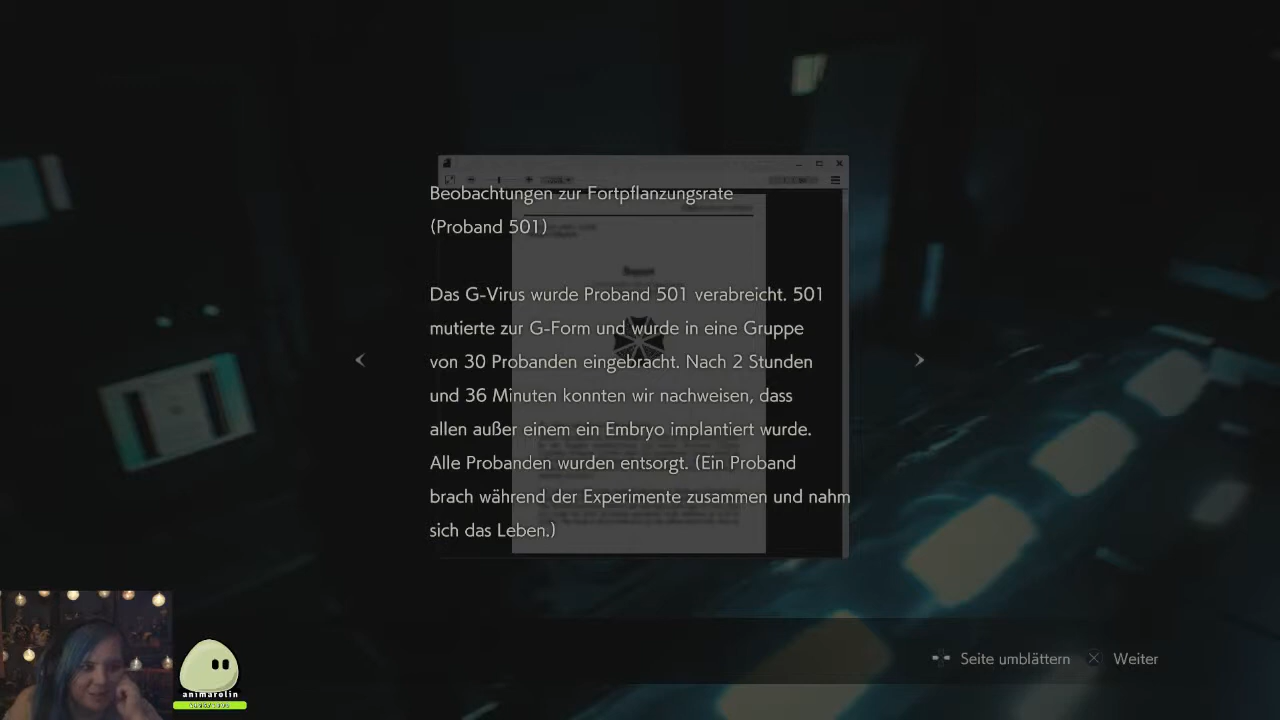 Beobachtungen zur Fortpflanzungsrate
(Proband 501)
Das G-Virus wurde Proband 501 verabreicht. 501
mutierte zur G-Form und wurde in eine Gruppe
von 30 Probanden eingebracht. Nach 2 Stunden
und 36 Minuten konnten wir nachweisen, dass
allen außer einem ein Embryo implantiert wurde.
Alle Probanden wurden entsorgt. (Ein Proband
brach während der Experimente zusammen und nahm
sich das Leben.)
Report
animarolin
Seite umblättern
Weiter